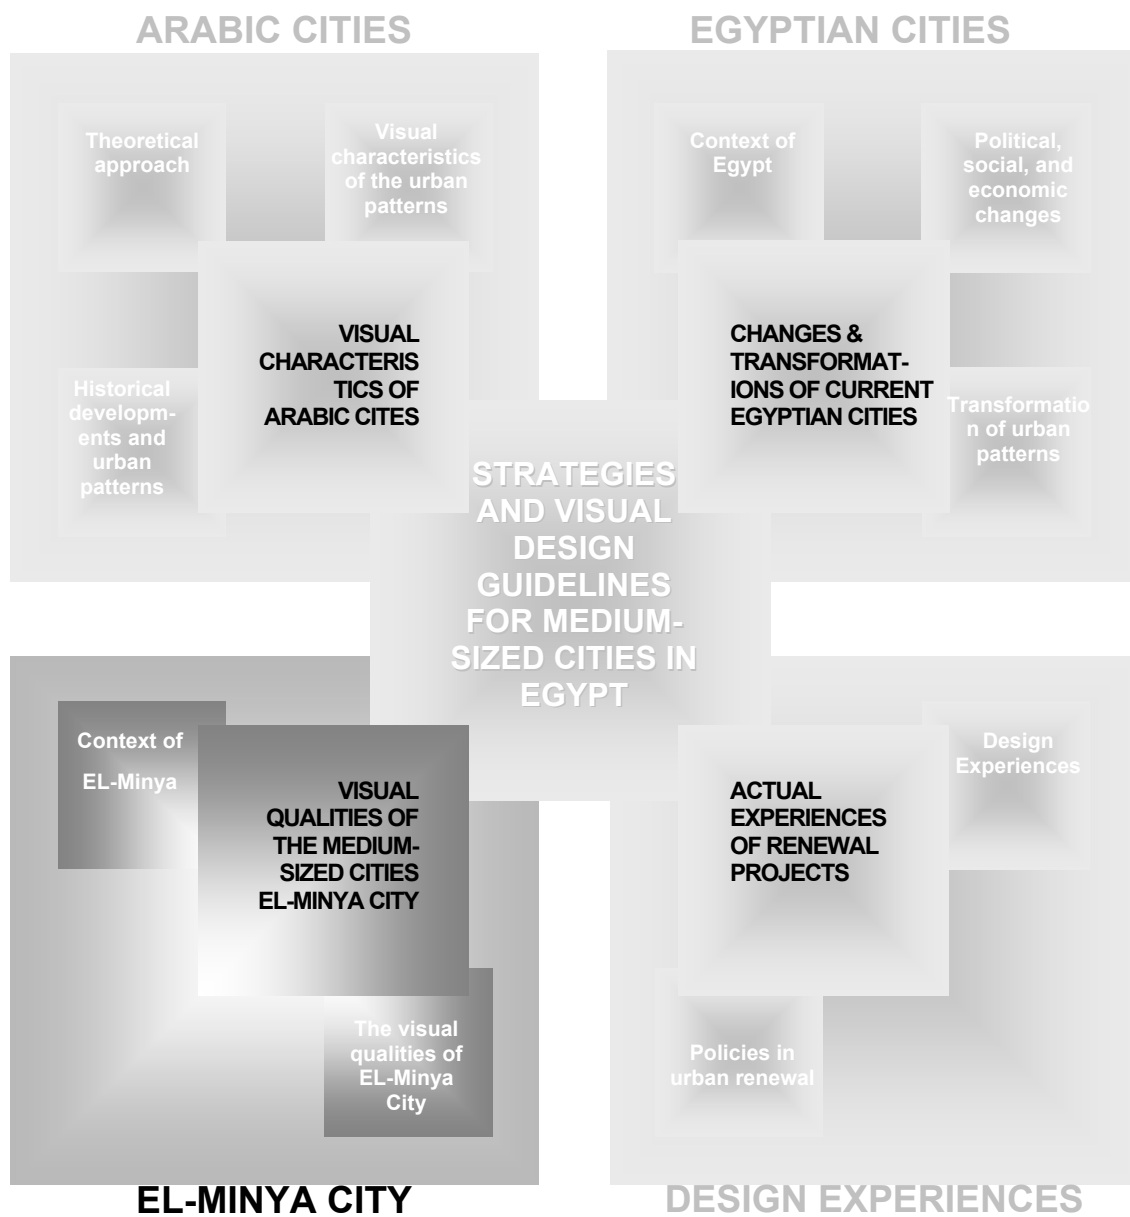 ARABIC CITIES
Theoretical
approach
Visual
characteristics
of the urban
patterns
VISUAL
CHARACTERIS
TICS OF
ARABIC CITES
Historical
developm-
ents and
urban
patterns
EGYPTIAN CITIES
Context of
Egypt
Political,
social, and
economic
changes
CHANGES &
TRANSFORMAT-
IONS OF CURRENT
EGYPTIAN CITIES
Transformatio
n of urban
patterns
STRATEGIES
AND VISUAL
DESIGN
GUIDELINES
FOR MEDIUM-
SIZED CITIES IN
EGYPT
Context of
EL-Minya
VISUAL
QUALITIES OF
THE MEDIUM-
SIZED CITIES
EL-MINYA CITY
The visual
qualities of
EL-Minya
City
EL-MINYA CITY
Design
Experiences
ACTUAL
EXPERIENCES
OF RENEWAL
PROJECTS
Policies in
urban renewal
DESIGN EXPERIENCES